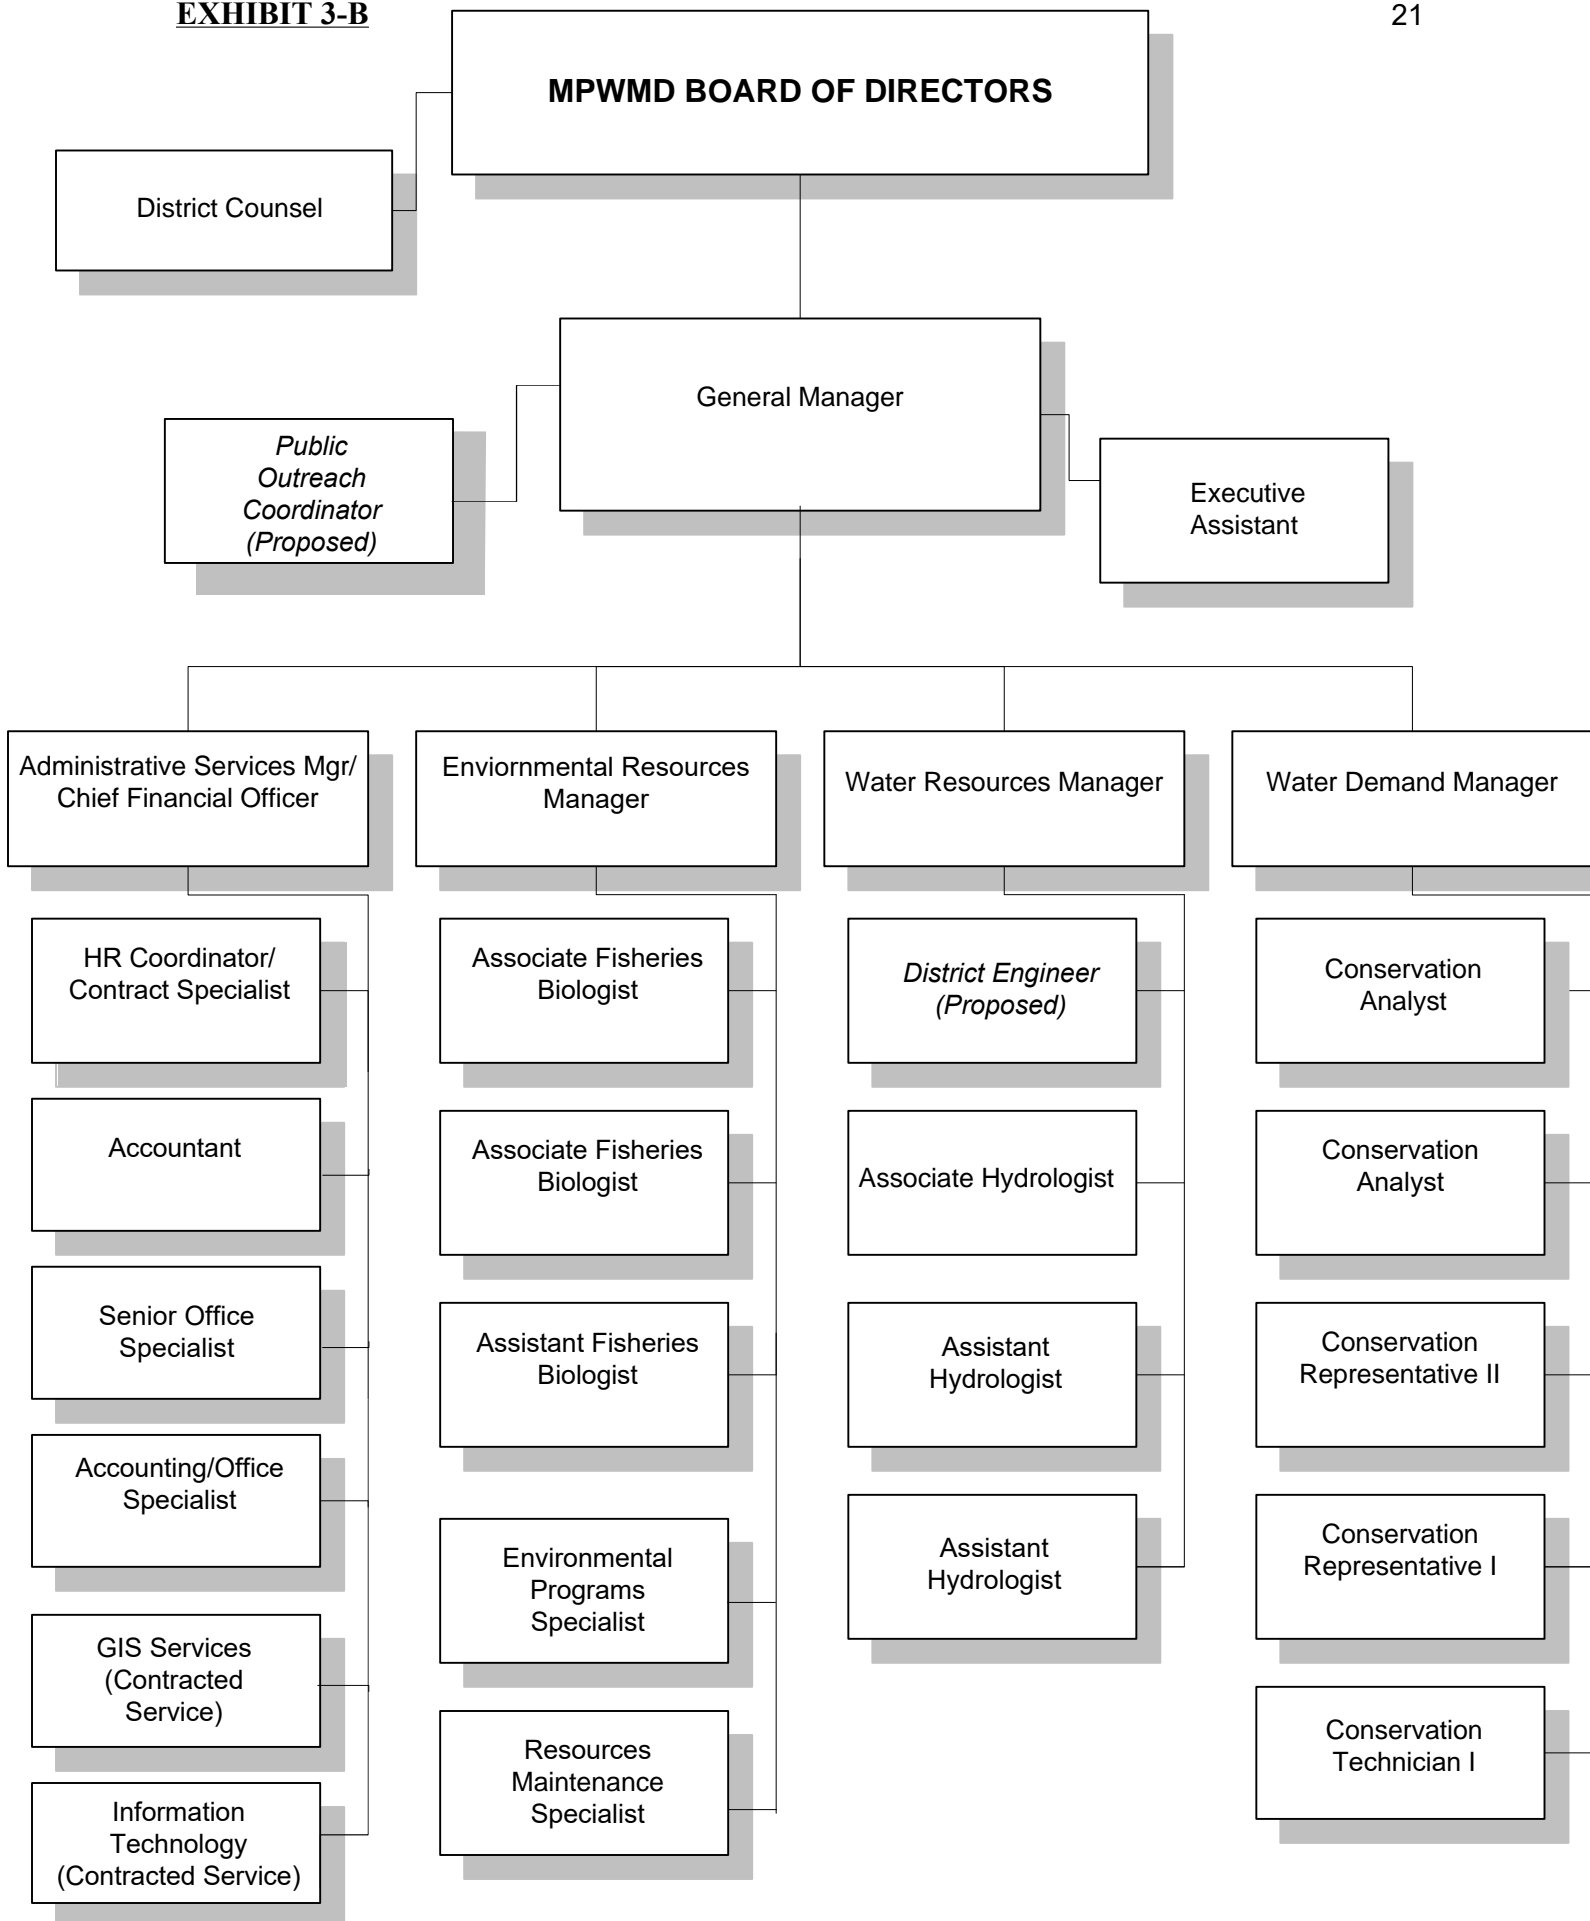 EXHIBIT 3-B
21
MPWMD BOARD OF DIRECTORS
District Counsel
General Manager
Public
Outreach
Coordinator
(Proposed)
Executive
Assistant
Administrative Services Mgr/
Chief Financial Officer
Enviornmental Resources
Manager
Water Resources Manager
Water Demand Manager
HR Coordinator/
Contract Specialist
Accountant
Senior Office
Specialist
Accounting/Office
Specialist
GIS Services
(Contracted
Service)
Information
Technology
(Contracted Service)
Associate Fisheries
Biologist
Associate Fisheries
Biologist
Assistant Fisheries
Biologist
Environmental
Programs
Specialist
Resources
Maintenance
Specialist
District Engineer
(Proposed)
Associate Hydrologist
Assistant
Hydrologist
Assistant
Hydrologist
Conservation
Analyst
Conservation
Analyst
Conservation
Representative II
Conservation
Representative I
Conservation
Technician I